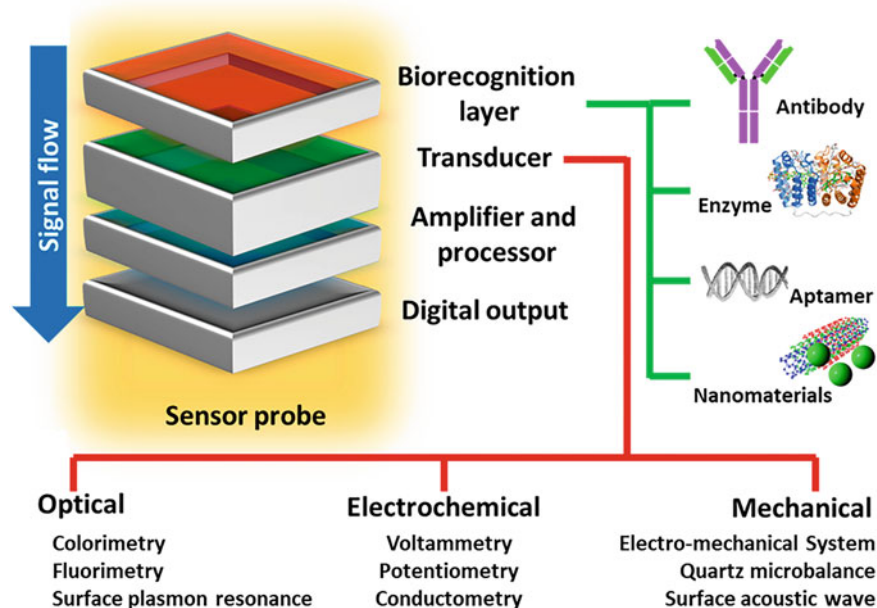 Signal flow
Biorecognition
layer
Transducer
Amplifier and
processor
Digital output
Sensor probe
Antibody
Enzyme
Aptamer
Nanomaterials
Optical
Colorimetry
Fluorimetry
Surface plasmon resonance
Electrochemical
Voltammetry
Potentiometry
Conductometry
Mechanical
Electro-mechanical System
Quartz microbalance
Surface acoustic wave